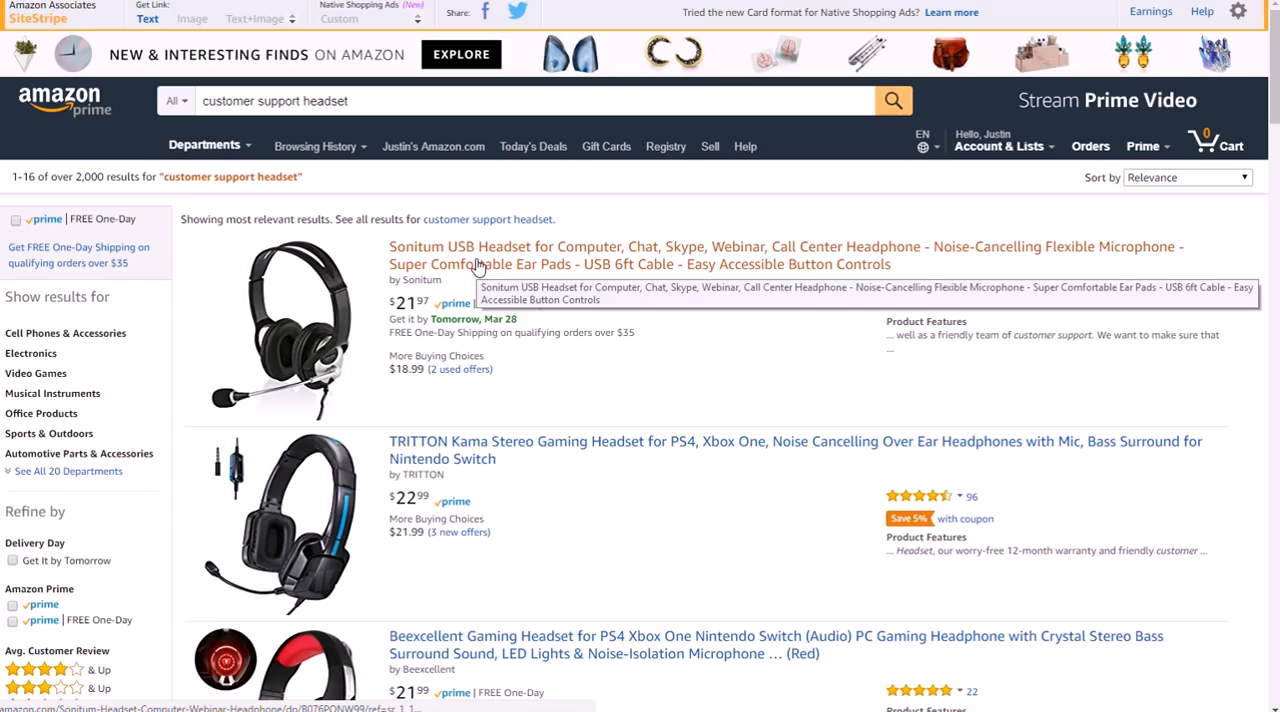 Amazon Associates
SiteStripe
Get Link:
Text Image Text+Image
Native Shopping Ads (New)
Custom
Share:
Tried the new Card format for Native Shopping Ads? Learn more
Earnings Help
NEW & INTERESTING FINDS ON AMAZON EXPLORE
amazon prime
All customer support headset
Stream Prime Video
Departments Browsing History Justin's Amazon.com Today's Deals Gift Cards Registry Sell Help
EN
Hello, Justin
Account & Lists Orders Prime 0 Cart
1-16 of over 2,000 results for "customer support headset"
Sort by Relevance
prime | FREE One-Day
Get FREE One-Day Shipping on
qualifying orders over $35
Show results for
Cell Phones & Accessories
Electronics
Video Games
Musical Instruments
Office Products
Sports & Outdoors
Automotive Parts & Accessories
See All 20 Departments
Refine by
Delivery Day
Get It by Tomorrow
Amazon Prime
prime
prime | FREE One-Day
Avg. Customer Review
& Up
& Up
Showing most relevant results. See all results for customer support headset.
Sonitum USB Headset for Computer, Chat, Skype, Webinar, Call Center Headphone - Noise-Cancelling Flexible Microphone -
Super Comfortable Ear Pads - USB 6ft Cable - Easy Accessible Button Controls
by Sonitum
Sonitum USB Headset for Computer, Chat, Skype, Webinar, Call Center Headphone - Noise-Cancelling Flexible Microphone - Super Comfortable Ear Pads - USB 6ft Cable - Easy
Accessible Button Controls
$21 97 prime |
Get it by Tomorrow, Mar 28
FREE One-Day Shipping on qualifying orders over $35
More Buying Choices
$18.99 (2 used offers)
Product Features
... well as a friendly team of customer support. We want to make sure that
...
TRITTON Kama Stereo Gaming Headset for PS4, Xbox One, Noise Cancelling Over Ear Headphones with Mic, Bass Surround for
Nintendo Switch
by TRITTON
$22 99 prime
More Buying Choices
$21.99 (3 new offers)
96
Save 5% with coupon
Product Features
... Headset, our worry-free 12-month warranty and friendly customer ...
Beexcellent Gaming Headset for PS4 Xbox One Nintendo Switch (Audio) PC Gaming Headphone with Crystal Stereo Bass
Surround Sound, LED Lights & Noise-Isolation Microphone ... (Red)
by Beexcellent
$21 99 prime | FREE One-Day
22
Product Features